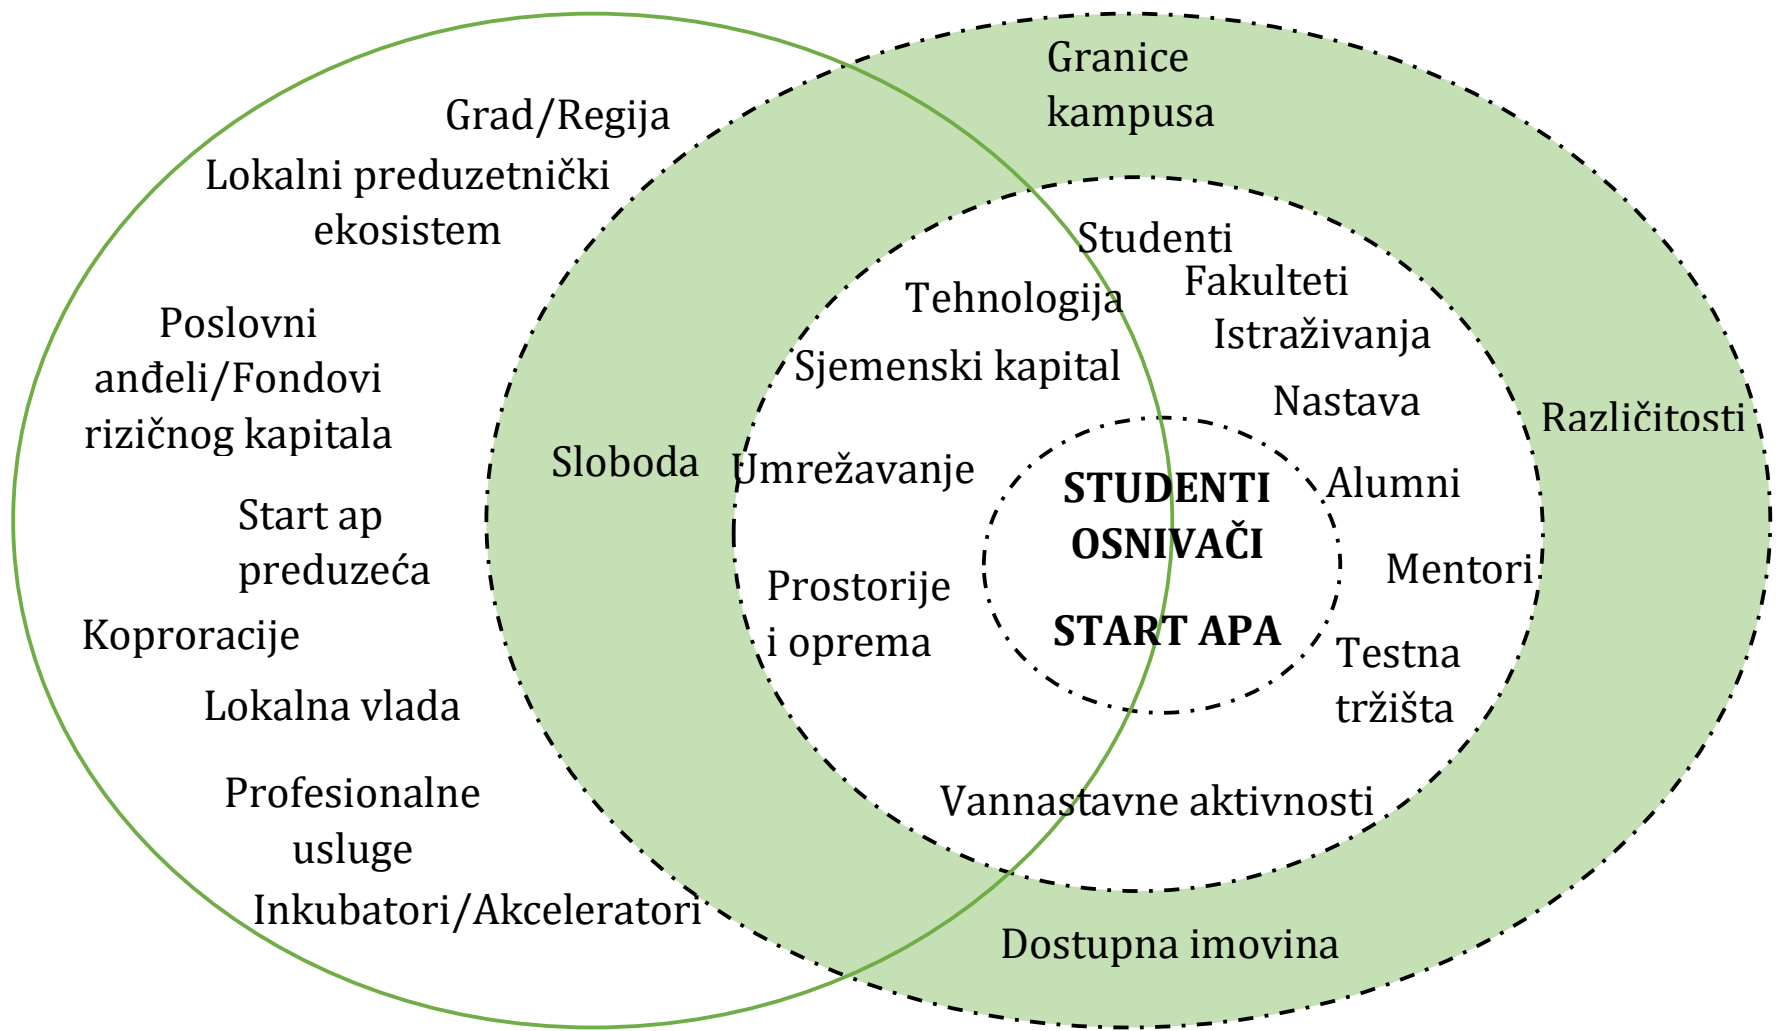 Granice
kampusa
Grad/Regija
Lokalni preduzetnički
ekosistem
Poslovni
anđeli/Fondovi
rizičnog kapitala
Start ap
preduzeća
Koproracije
Lokalna vlada
Profesionalne
usluge
Inkubatori/Akceleratori
Sloboda
Studenti
Fakulteti
Tehnologija
Istraživanja
Sjemenski kapital
Nastava
Umrežavanje
Alumni
STUDENTI
OSNIVAČI
START APA
Prostorije
i oprema
Mentori
Testna
tržišta
Vannastavne aktivnosti
Različitosti
Dostupna imovina